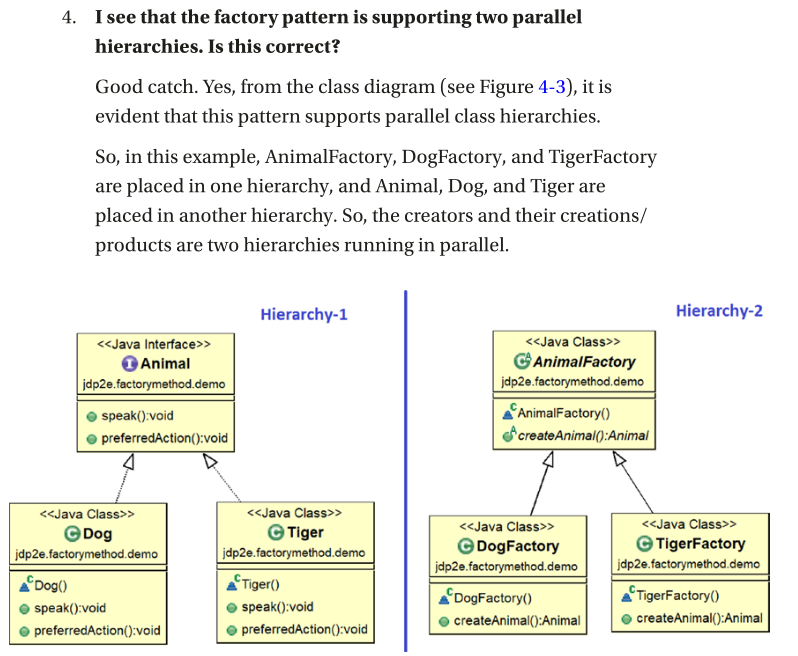 4. I see that the factory pattern is supporting two parallel
hierarchies. Is this correct?
Good catch. Yes, from the class diagram (see Figure 4-3), it is
evident that this pattern supports parallel class hierarchies.
So, in this example, AnimalFactory, DogFactory, and TigerFactory
are placed in one hierarchy, and Animal, Dog, and Tiger are
placed in another hierarchy. So, the creators and their creations/
products are two hierarchies running in parallel.
Hierarchy-1
<<Java Interface>>
I Animal
jdp2e.factorymethod.demo
speak():void
preferredAction():void
<<Java Class>>
C Dog
jdp2e.factorymethod.demo
C Dog()
speak():void
preferredAction():void
<<Java Class>>
C Tiger
jdp2e.factorymethod.demo
C Tiger()
speak():void
preferredAction():void
Hierarchy-2
<<Java Class>>
C A AnimalFactory
jdp2e.factorymethod.demo
C AnimalFactory()
A createAnimal():Animal
<<Java Class>>
C DogFactory
jdp2e.factorymethod.demo
C DogFactory()
createAnimal():Animal
<<Java Class>>
C TigerFactory
jdp2e.factorymethod.demo
C TigerFactory()
createAnimal():Animal